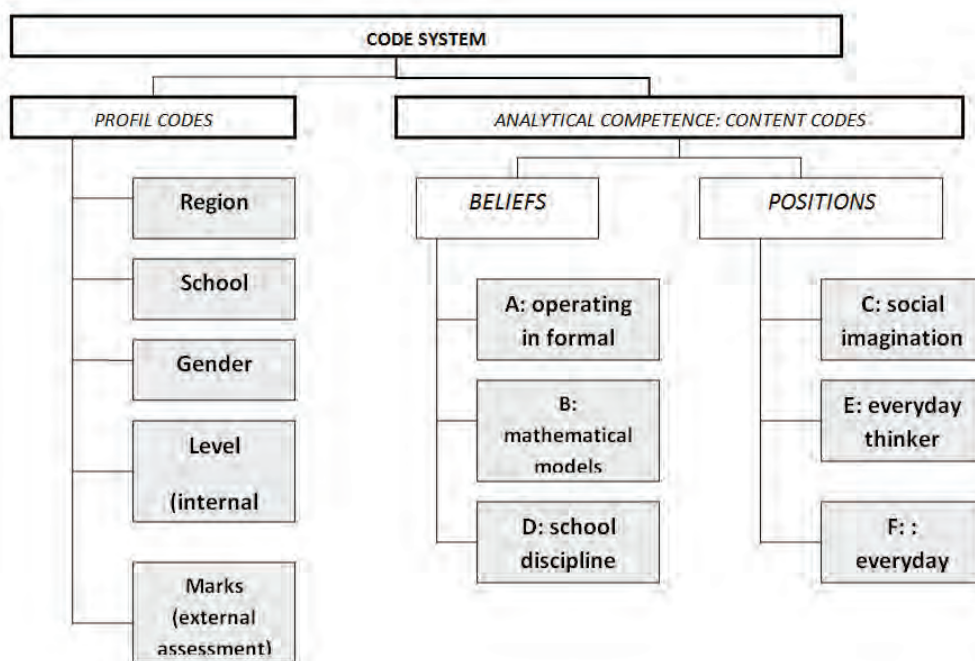 CODE SYSTEM
PROFIL CODES
ANALYTICAL COMPETENCE: CONTENT CODES
Region
School
Gender
Level
(internal
Marks
(external
assessment)
BELIEFS
A: operating
in formal
B:
mathematical
models
D: school
discipline
POSITIONS
C: social
imagination
E: everyday
thinker
F: :
everyday